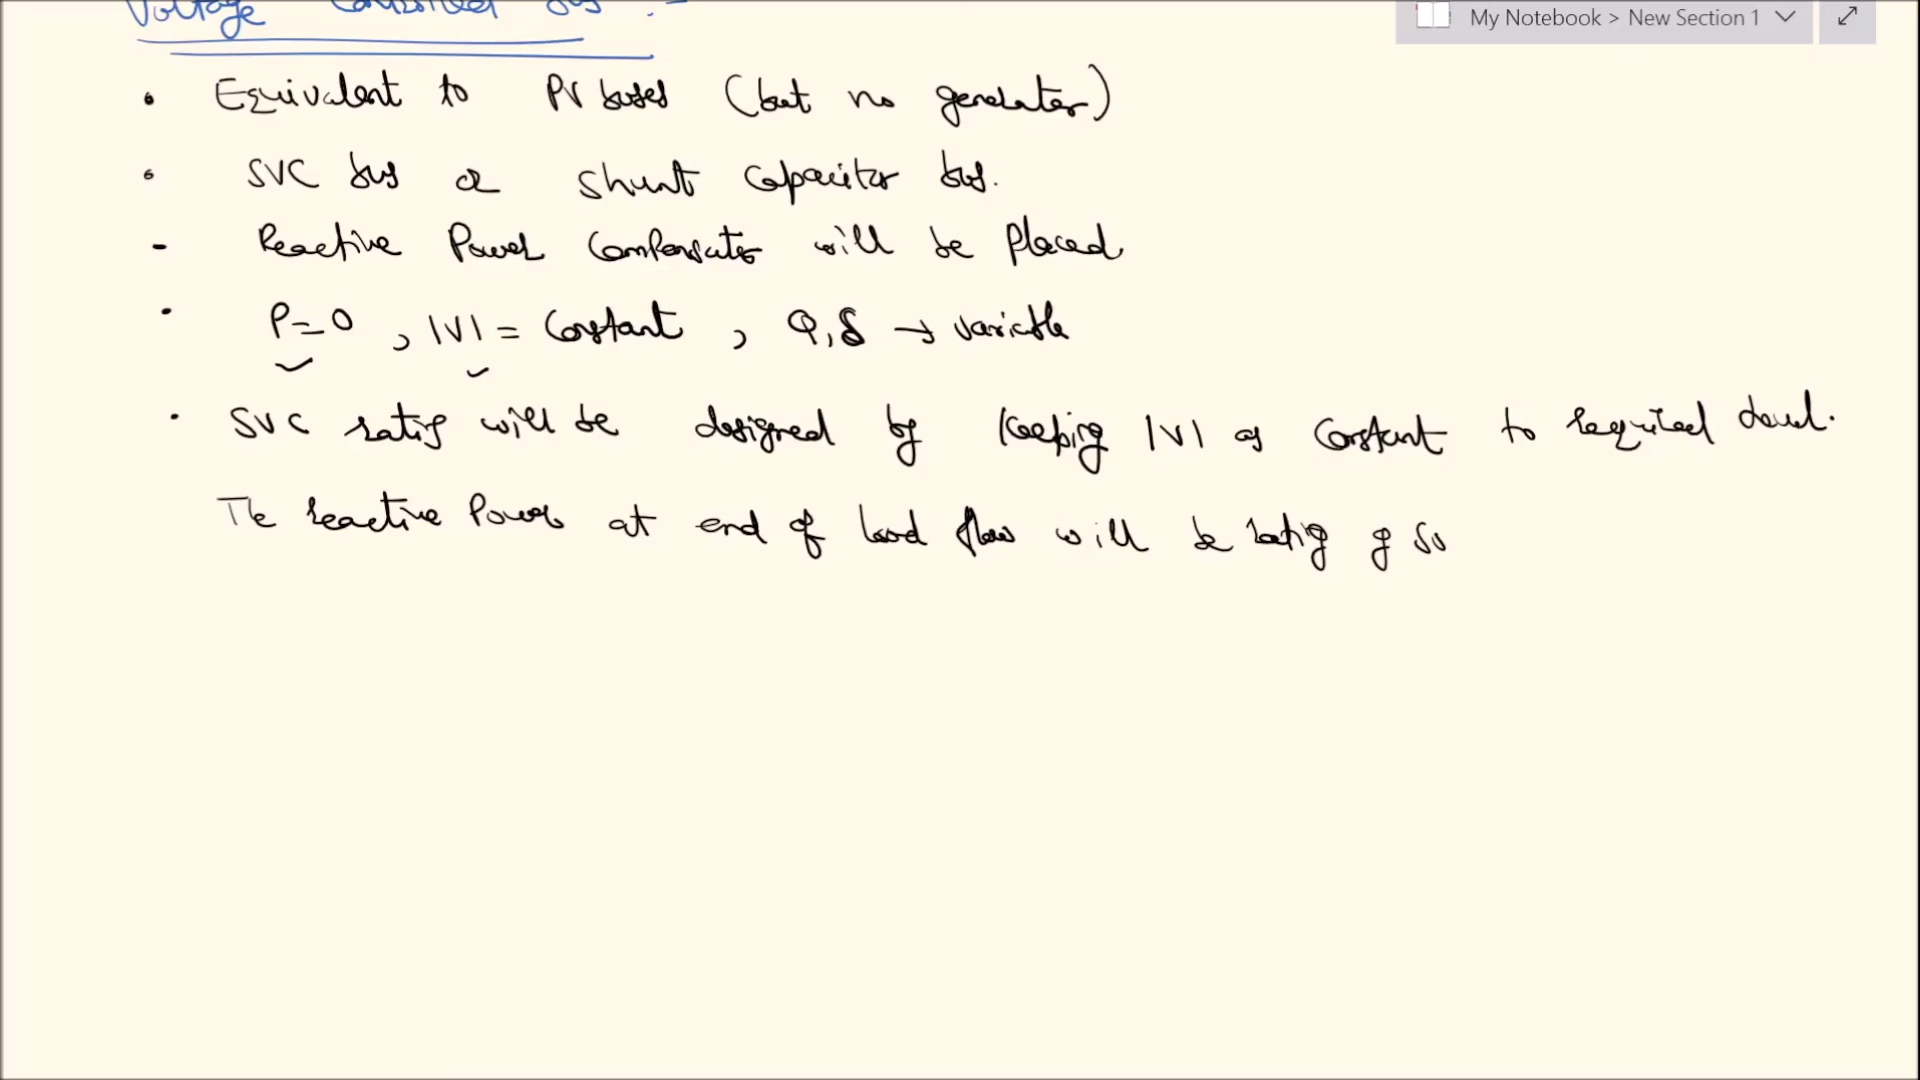 Voltage Controlled bus :-
My Notebook > New Section 1
• Equivalent to PV buses (but no generator)
• SVC bus or shunt capacitor bus.
- Reactive Power Compensator will be placed
• P=0, |V| = Constant, Q,δ → variable
• SVC rating will be designed by keeping |V| as Constant to required level.
The reactive Power at end of load flow will be rating of SV